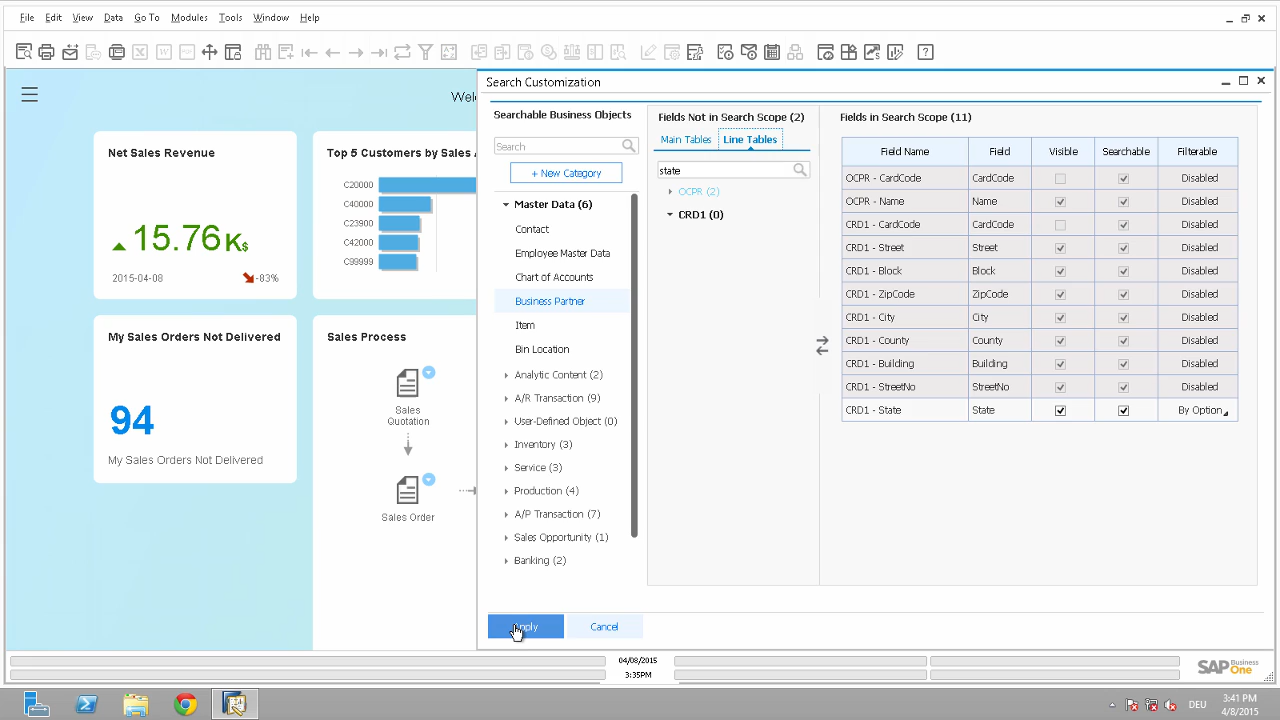 File Edit View Data Go To Modules Tools Window Help
Search Customization
Net Sales Revenue
15.76 K$
2015-04-08
-83%
Top 5 Customers by Sales
C20000
C40000
C23900
C42000
C99999
My Sales Orders Not Delivered
94
My Sales Orders Not Delivered
Sales Process
Sales
Quotation
Sales Order
Searchable Business Objects
Search
+ New Category
Master Data (6)
Contact
Employee Master Data
Chart of Accounts
Business Partner
Item
Bin Location
Analytic Content (2)
A/R Transaction (9)
User-Defined Object (0)
Inventory (3)
Service (3)
Production (4)
A/P Transaction (7)
Sales Opportunity (1)
Banking (2)
Fields Not in Search Scope (2)
Main Tables Line Tables
state
OCPR (2)
CRD1 (0)
Fields in Search Scope (11)
Field Name Field Visible Searchable Filterable
OCPR - CardCode CardCode Disabled
OCPR - Name Name Disabled
CRD1 - CardCode CardCode Disabled
CRD1 - Street Street Disabled
CRD1 - Block Block Disabled
CRD1 - ZipCode ZipCode Disabled
CRD1 - City City Disabled
CRD1 - County County Disabled
CRD1 - Building Building Disabled
CRD1 - StreetNo StreetNo Disabled
CRD1 - State State By Option
Apply Cancel
04/08/2015
3:35PM
SAP Business
One
DEU
3:41 PM
4/8/2015